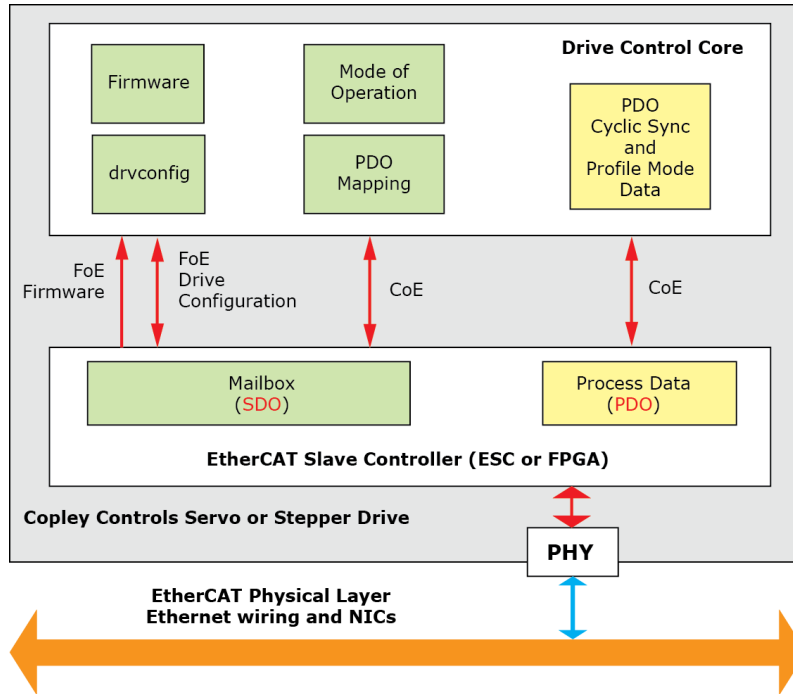 Drive Control Core
Firmware
Mode of
Operation
PDO
Cyclic Sync
and
Profile Mode
Data
drvconfig
PDO
Mapping
FoE
Firmware
FoE
Drive
Configuration
CoE
CoE
Mailbox
(SDO)
Process Data
(PDO)
EtherCAT Slave Controller (ESC or FPGA)
Copley Controls Servo or Stepper Drive
PHY
EtherCAT Physical Layer
Ethernet wiring and NICs